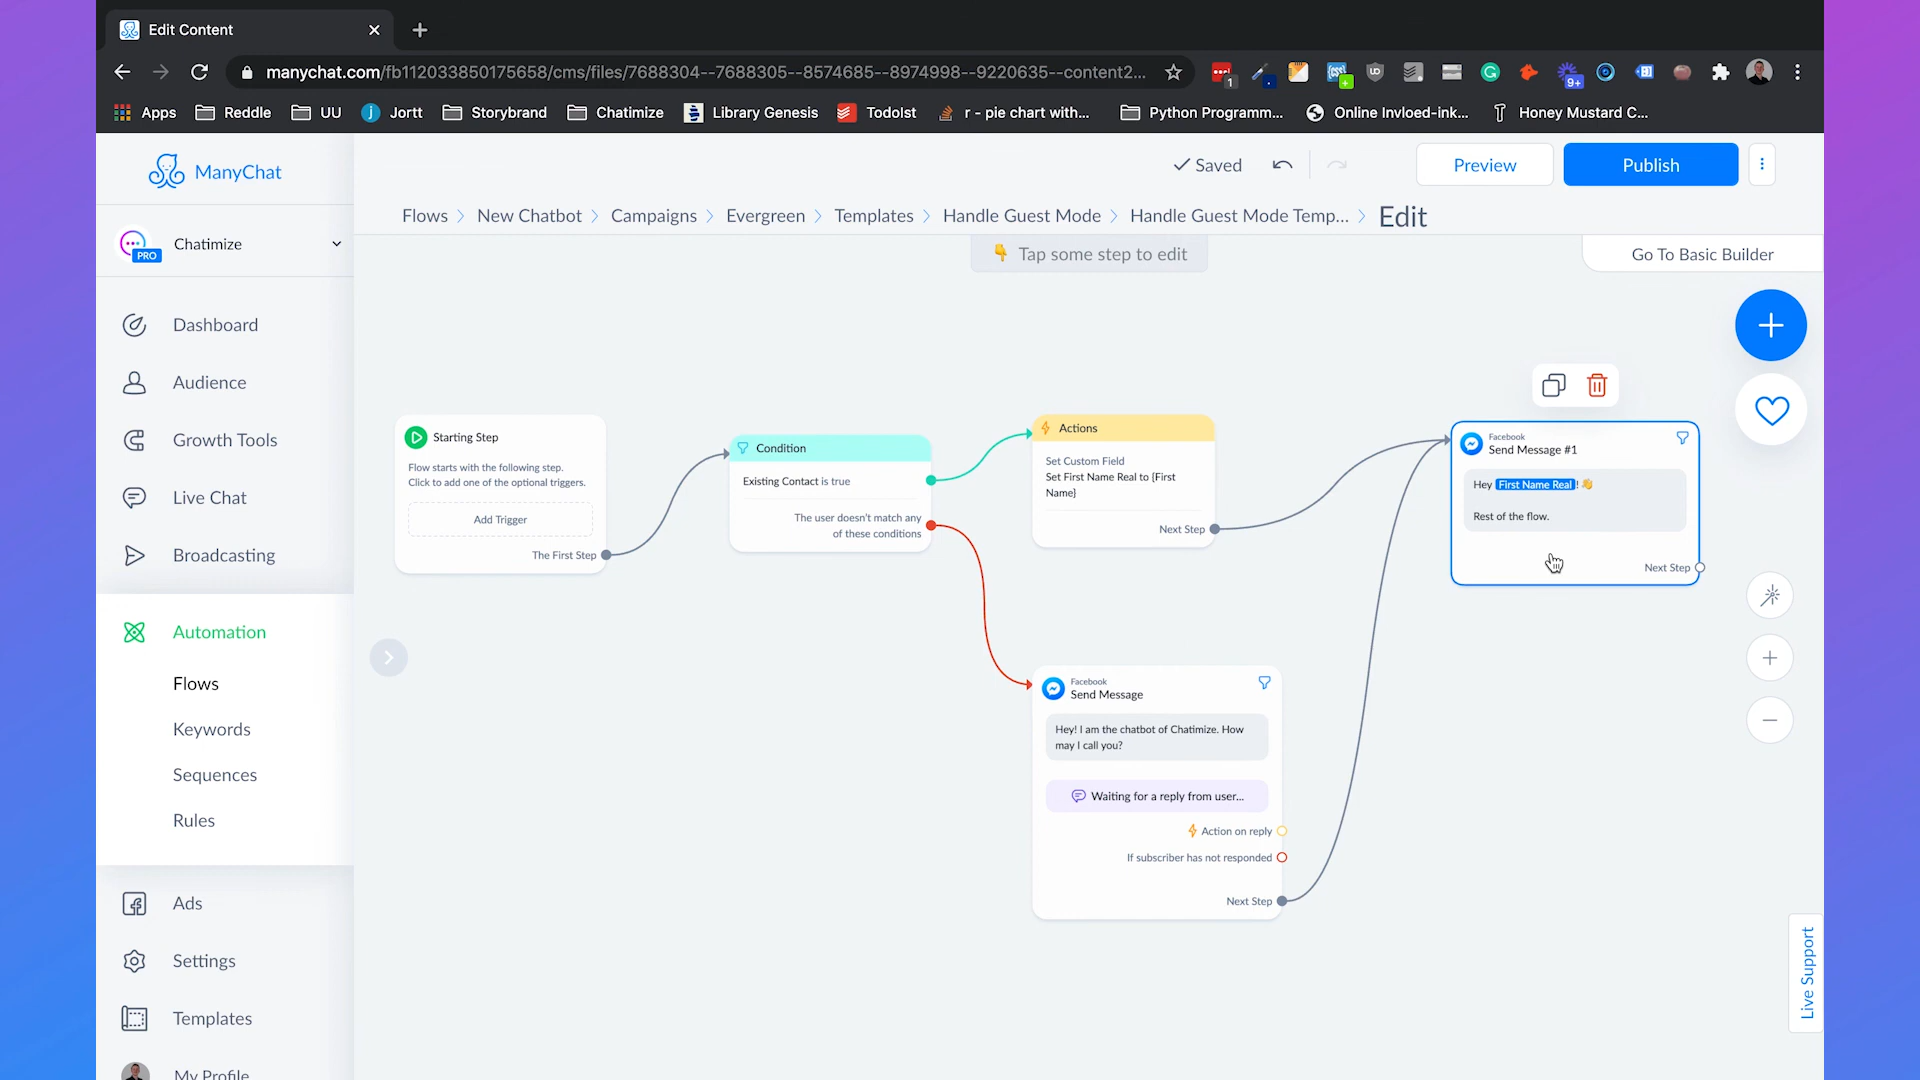 Edit Content
manychat.com/fb112033850175658/cms/files/7688304--7688305--8574685--8974998--9220635--content2...
1
9+
Apps
Reddle
UU
Jortt
Storybrand
Chatimize
Library Genesis
TodoIst
r - pie chart with...
Python Programm...
Online Invloed-ink...
Honey Mustard C...
ManyChat
Saved
Preview
Publish
Flows
New Chatbot
Campaigns
Evergreen
Templates
Handle Guest Mode
Handle Guest Mode Temp...
Edit
PRO
Chatimize
Tap some step to edit
Go To Basic Builder
Dashboard
Audience
Growth Tools
Live Chat
Broadcasting
Automation
Flows
Keywords
Sequences
Rules
Ads
Settings
Templates
My Profile
Starting Step
Flow starts with the following step.
Click to add one of the optional triggers.
Add Trigger
The First Step
Condition
Existing Contact is true
The user doesn't match any
of these conditions
Actions
Set Custom Field
Set First Name Real to {First
Name}
Next Step
Facebook
Send Message #1
Hey First Name Real! 👋
Rest of the flow.
Next Step
Facebook
Send Message
Hey! I am the chatbot of Chatimize. How
may I call you?
Waiting for a reply from user...
Action on reply
If subscriber has not responded
Next Step
Live Support